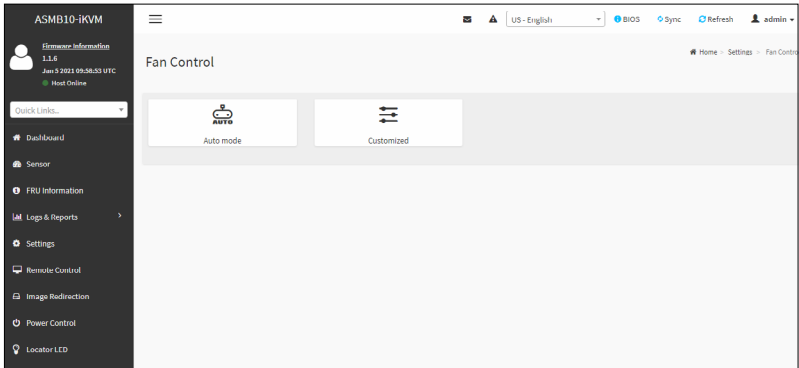 ASMB10-iKVM
Firmware Information
1.1.6
Jun 5 2021 09:58:53 UTC
Host Online
Quick Links...
Dashboard
Sensor
FRU Information
Logs & Reports
Settings
Remote Control
Image Redirection
Power Control
Locator LED
US - English
BIOS
Sync
Refresh
admin
Fan Control
Home > Settings > Fan Contro
AUTO
Auto mode
Customized